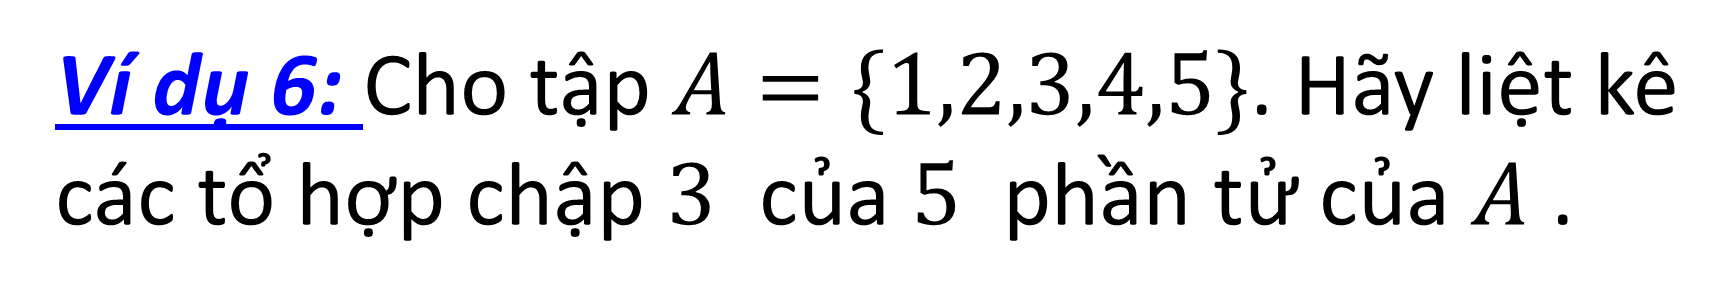 Ví dụ 6: Cho tập A = {1,2,3,4,5}. Hãy liệt kê
các tổ hợp chập 3 của 5 phần tử của A .